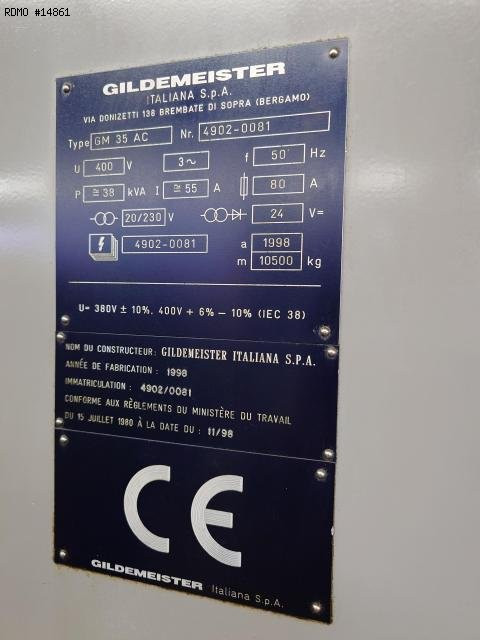 RDMO #14861
GILDEMEISTER
ITALIANA S.p.A.
VIA DONIZETTI 138 BREMBATE DI SOPRA (BERGAMO)
Type GM 35 AC Nr. 4902-0081
U 400 V 3~ f 50 Hz
P ≅ 38 kVA I ≅ 55 A 80 A
20/230 V 24 V=
4902-0081 a 1998
m 10500 kg
U= 380V ± 10%. 400V + 6% – 10% (IEC 38)
NOM DU CONSTRUCTEUR: GILDEMEISTER ITALIANA S.P.A.
ANNÉE DE FABRICATION : 1998
IMMATRICULATION : 4902/0081
CONFORME AUX RÈGLEMENTS DU MINISTÈRE DU TRAVAIL
DU 15 JUILLET 1980 À LA DATE DU : 11/98
CE
GILDEMEISTER Italiana S.p.A.